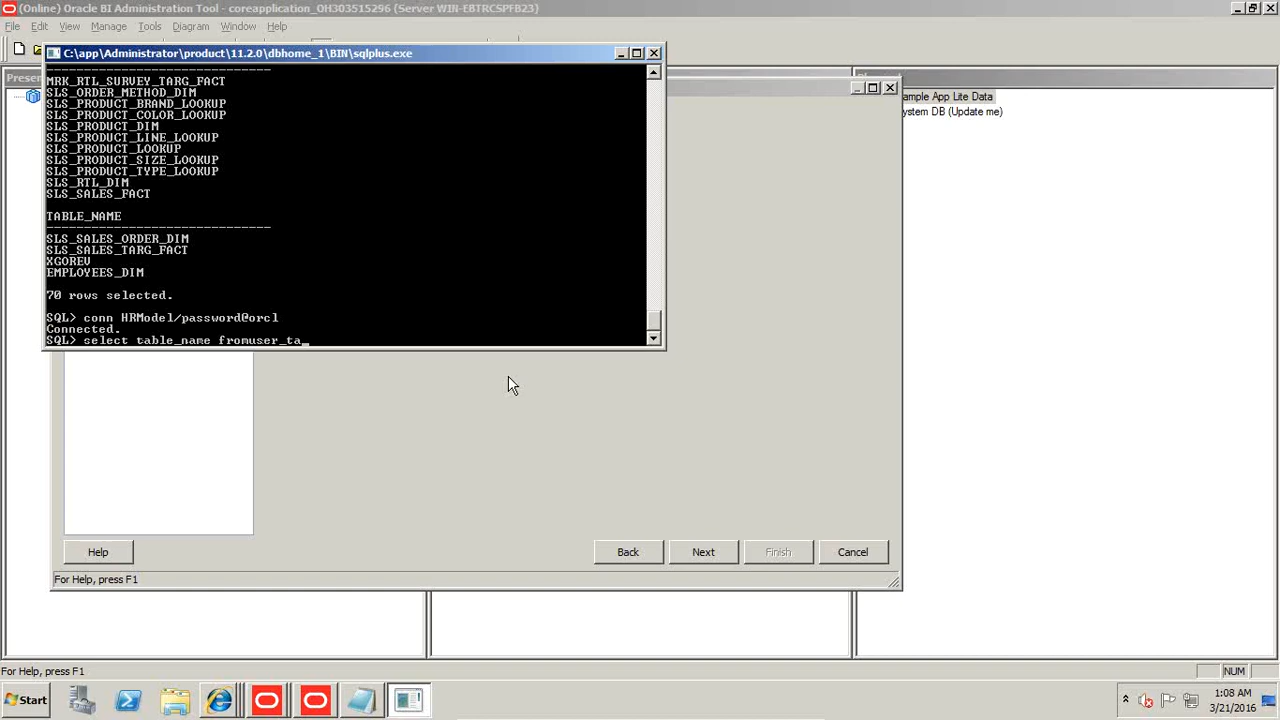 (Online) Oracle BI Administration Tool - coreapplication_OH303515296 (Server WIN-EBTRCSPFB23)
File Edit View Manage Tools Diagram Window Help
C:\app\Administrator\product\11.2.0\dbhome_1\BIN\sqlplus.exe
Presen
ample App Lite Data
ystem DB (Update me)
------------------------------
MRK_RTL_SURVEY_TARG_FACT
SLS_ORDER_METHOD_DIM
SLS_PRODUCT_BRAND_LOOKUP
SLS_PRODUCT_COLOR_LOOKUP
SLS_PRODUCT_DIM
SLS_PRODUCT_LINE_LOOKUP
SLS_PRODUCT_LOOKUP
SLS_PRODUCT_SIZE_LOOKUP
SLS_PRODUCT_TYPE_LOOKUP
SLS_RTL_DIM
SLS_SALES_FACT
TABLE_NAME
------------------------------
SLS_SALES_ORDER_DIM
SLS_SALES_TARG_FACT
XGOREV
EMPLOYEES_DIM
70 rows selected.
SQL> conn HRModel/password@orcl
Connected.
SQL> select table_name fromuser_ta_
Help Back Next Finish Cancel
For Help, press F1
For Help, press F1 NUM
Start 1:08 AM
3/21/2016